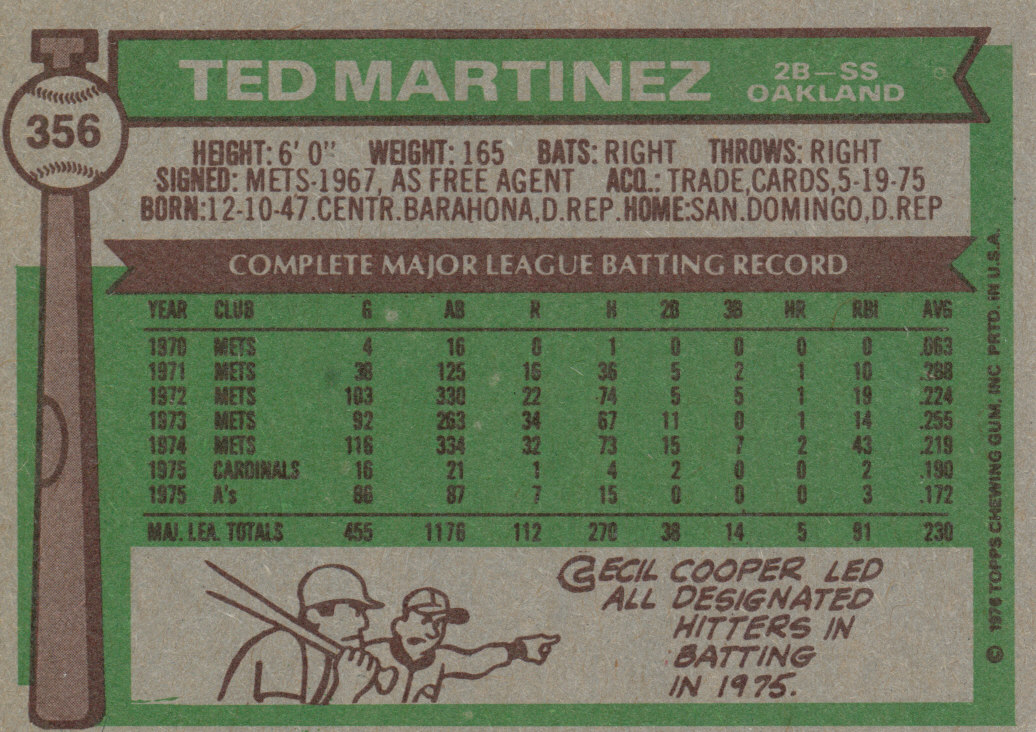 356
TED MARTINEZ
2B—SS
OAKLAND
HEIGHT: 6' 0" WEIGHT: 165 BATS: RIGHT THROWS: RIGHT
SIGNED: METS-1967, AS FREE AGENT ACQ.: TRADE,CARDS,5-19-75
BORN:12-10-47.CENTR.BARAHONA,D.REP. HOME:SAN.DOMINGO,D.REP
COMPLETE MAJOR LEAGUE BATTING RECORD
YEAR CLUB G AB R H 2B 3B HR RBI AVG
1970 METS 4 16 0 1 0 0 0 0 .063
1971 METS 38 125 16 36 5 2 1 10 .288
1972 METS 103 330 22 74 5 5 1 19 .224
1973 METS 92 263 34 67 11 0 1 14 .255
1974 METS 116 334 32 73 15 7 2 43 .219
1975 CARDINALS 16 21 1 4 2 0 0 2 .190
1975 A's 86 87 7 15 0 0 0 3 .172
MAJ. LEA. TOTALS 455 1176 112 270 38 14 5 91 230
CECIL COOPER LED
ALL DESIGNATED
HITTERS IN
BATTING
IN 1975.
© 1976 TOPPS CHEWING GUM, INC PRTD. IN U.S.A.